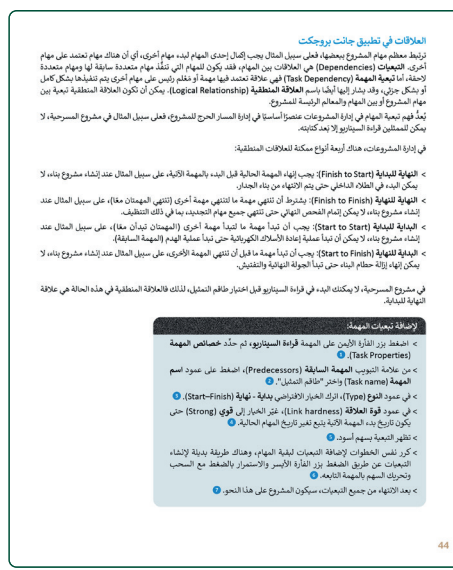 العلاقات في تطبيق جانت بروجكت
ترتبط معظم مهام المشروع ببعضها، فعلى سبيل المثال يجب إكمال إحدى المهام لبدء مهام أخرى، أي أن هناك مهام تعتمد على مهام
أخرى. التبعيات (Dependencies) هي العلاقات بين المهام، فقد يكون للمهام التي تنفّذ مهام متعددة سابقة لها ومهام متعددة
لاحقة، أما تبعية المهمة (Task Dependency) فهي علاقة تعتمد فيها مهمة أو مَعْلم رئيس على مهام أخرى يتم تنفيذها بشكل كامل
أو بشكل جزئي، وقد يشار إليها أيضًا باسم العلاقة المنطقية (Logical Relationship). يمكن أن تكون العلاقة المنطقية تبعية بين
مهام المشروع أو بين المهام والمعالم الرئيسة للمشروع.
يُعدُّ فهم تبعية المهام في إدارة المشروعات عنصرًا أساسيًا في إدارة المسار الحرج للمشروع، فعلى سبيل المثال في مشروع المسرحية، لا
يمكن للممثلين قراءة السيناريو إلا بعد كتابته.
في إدارة المشروعات، هناك أربعة أنواع ممكنة للعلاقات المنطقية:
> النهاية للبداية (Finish to Start): يجب إنهاء المهمة الحالية قبل البدء بالمهمة الآتية، على سبيل المثال عند إنشاء مشروع بناء، لا
يمكن البدء في الطلاء الداخلي حتى يتم الانتهاء من بناء الجدار.
> النهاية للنهاية (Finish to Finish): يشترط أن تنتهي مهمة ما لتنتهي مهمة أخرى (تنتهي المهمتان معًا)، على سبيل المثال عند
إنشاء مشروع بناء، لا يمكن إتمام الفحص النهائي حتى تنتهي جميع مهام التجديد، بما في ذلك التنظيف.
> البداية للبداية (Start to Start): يجب أن تبدأ مهمة ما لتبدأ مهمة أخرى (المهمتان تبدآن معًا)، على سبيل المثال عند
إنشاء مشروع بناء، لا يمكن أن تبدأ عملية إعادة الأسلاك الكهربائية حتى تبدأ عملية الهدم (المهمة السابقة).
> البداية للنهاية (Start to Finish): يجب أن تبدأ مهمة ما قبل أن تنتهي المهمة الأخرى، على سبيل المثال عند إنشاء مشروع بناء، لا
يمكن إنهاء إزالة حطام البناء حتى تبدأ الجولة النهائية والتفتيش.
في مشروع المسرحية، لا يمكنك البدء في قراءة السيناريو قبل اختيار طاقم التمثيل، لذلك فالعلاقة المنطقية في هذه الحالة هي علاقة
النهاية للبداية.
لإضافة تبعيات المهمة:
> اضغط بزر الفأرة الأيمن على المهمة قراءة السيناريو، ثم حدِّد خصائص المهمة
(Task Properties). 1
> من علامة التبويب المهمة السابقة (Predecessors)، اضغط على عمود اسم
المهمة (Task name) واختر "طاقم التمثيل". 2
> في عمود النوع (Type)، اترك الخيار الافتراضي بداية - نهاية (Start–Finish). 3
> في عمود قوة العلاقة (Link hardness)، غيّر الخيار إلى قوي (Strong) حتى
يكون تاريخ بدء المهمة الآتية يتبع تغير تاريخ المهام الحالية. 4
> تظهر التبعية بسهم أسود. 5
> كرر نفس الخطوات لإضافة التبعيات لبقية المهام، وهناك طريقة بديلة لإنشاء
التبعيات عن طريق الضغط بزر الفأرة الأيسر والاستمرار بالضغط مع السحب
وتحريك السهم بالمهمة التابعه. 6
> بعد الانتهاء من جميع التبعيات، سيكون المشروع على هذا النحو. 7
44